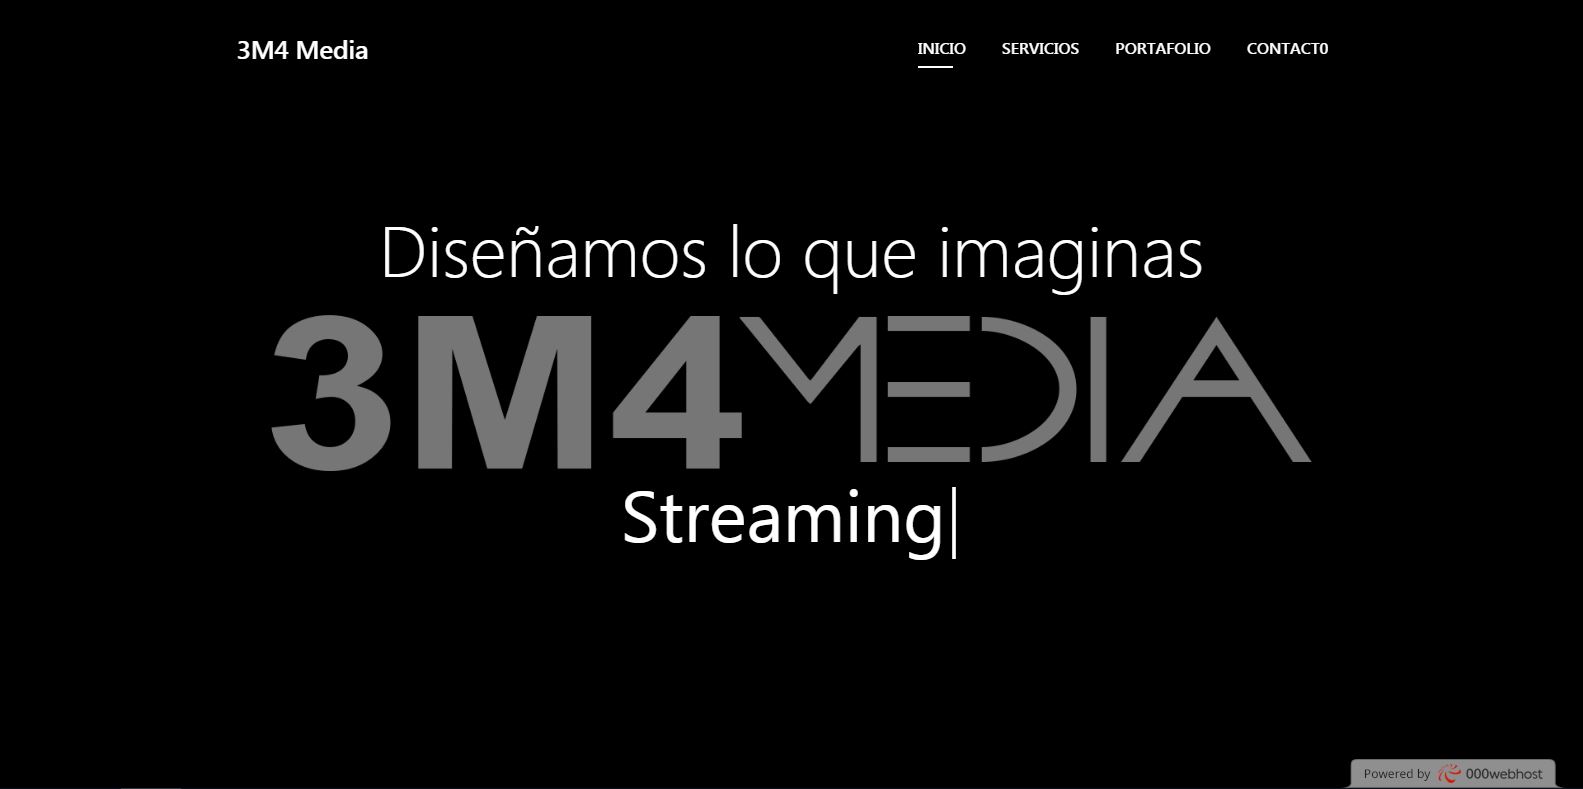 3M4 Media
INICIO SERVICIOS PORTAFOLIO CONTACT0
Diseñamos lo que imaginas
3M4MEDIA
Streaming|
Powered by 000webhost